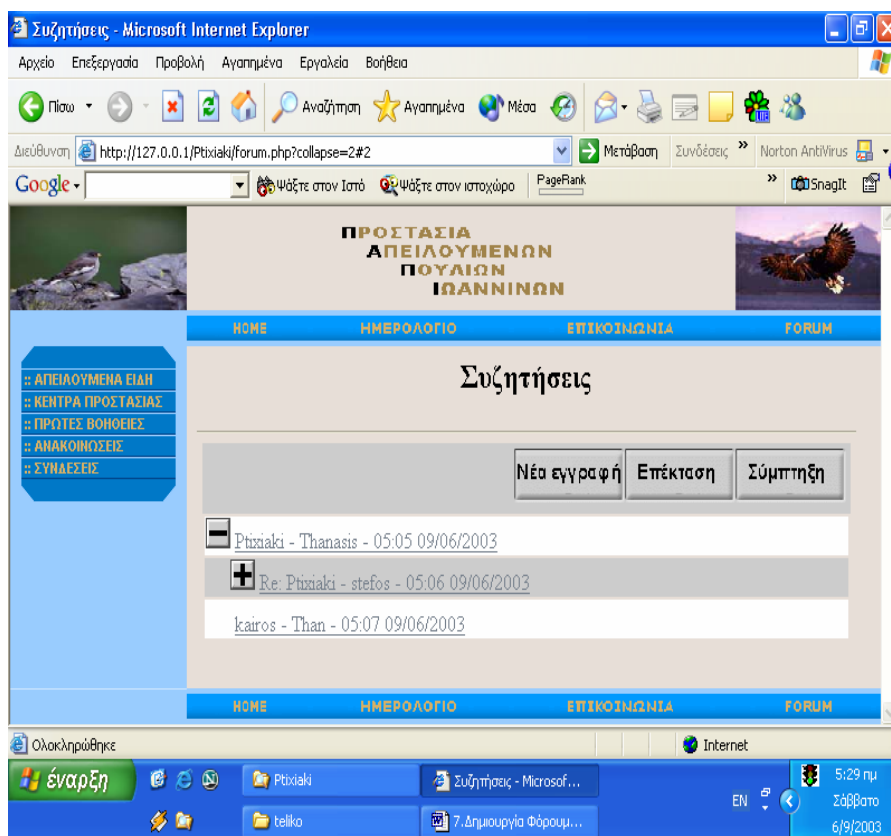 Συζητήσεις - Microsoft Internet Explorer
Αρχείο Επεξεργασία Προβολή Αγαπημένα Εργαλεία Βοήθεια
Πίσω Αναζήτηση Αγαπημένα Μέσα
Διεύθυνση http://127.0.0.1/Ptixiaki/forum.php?collapse=2#2 Μετάβαση Συνδέσεις » Norton AntiVirus
Google Ψάξτε στον Ιστό Ψάξτε στον ιστοχώρο PageRank » SnagIt
ΠΡΟΣΤΑΣΙΑ
ΑΠΕΙΛΟΥΜΕΝΩΝ
ΠΟΥΛΙΩΝ
ΙΩΑΝΝΙΝΩΝ
HOME ΗΜΕΡΟΛΟΓΙΟ ΕΠΙΚΟΙΝΩΝΙΑ FORUM
:: ΑΠΕΙΛΟΥΜΕΝΑ ΕΙΔΗ
:: ΚΕΝΤΡΑ ΠΡΟΣΤΑΣΙΑΣ
:: ΠΡΩΤΕΣ ΒΟΗΘΕΙΕΣ
:: ΑΝΑΚΟΙΝΩΣΕΙΣ
:: ΣΥΝΔΕΣΕΙΣ
Συζητήσεις
Νέα εγγραφή Επέκταση Σύμπτηξη
Ptixiaki - Thanasis - 05:05 09/06/2003
Re: Ptixiaki - stefos - 05:06 09/06/2003
kairos - Than - 05:07 09/06/2003
HOME ΗΜΕΡΟΛΟΓΙΟ ΕΠΙΚΟΙΝΩΝΙΑ FORUM
Ολοκληρώθηκε Internet
έναρξη Ptixiaki Συζητήσεις - Microsof... 5:29 πμ
EN Σάββατο
teliko 7.Δημιουργία Φόρουμ... 6/9/2003